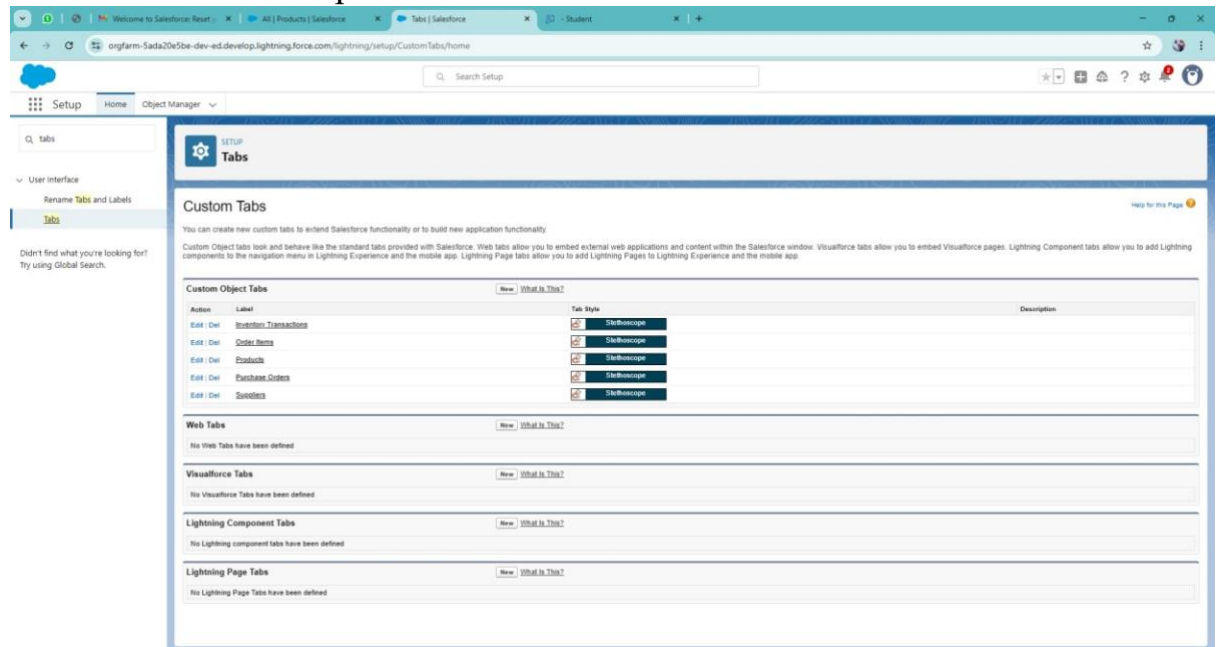 Welcome to Salesforce: Reset p
All | Products | Salesforce
Tabs | Salesforce
- Student
orgfarm-5ada20e5be-dev-ed.develop.lightning.force.com/lightning/setup/CustomTabs/home
Search Setup
Setup
Home
Object Manager
tabs
User Interface
Rename Tabs and Labels
Tabs
Didn't find what you're looking for?
Try using Global Search.
SETUP
Tabs
Custom Tabs
Help for this Page
You can create new custom tabs to extend Salesforce functionality or to build new application functionality.
Custom Object tabs look and behave like the standard tabs provided with Salesforce. Web tabs allow you to embed external web applications and content within the Salesforce window. Visualforce tabs allow you to embed Visualforce pages. Lightning Component tabs allow you to add Lightning
components to the navigation menu in Lightning Experience and the mobile app. Lightning Page tabs allow you to add Lightning Pages to Lightning Experience and the mobile app.
Custom Object Tabs New What Is This?
Action Label Tab Style Description
Edit | Del Inventory Transactions Stethoscope
Edit | Del Order Items Stethoscope
Edit | Del Products Stethoscope
Edit | Del Purchase Orders Stethoscope
Edit | Del Suppliers Stethoscope
Web Tabs New What Is This?
No Web Tabs have been defined
Visualforce Tabs New What Is This?
No Visualforce Tabs have been defined
Lightning Component Tabs New What Is This?
No Lightning component tabs have been defined
Lightning Page Tabs New What Is This?
No Lightning Page Tabs have been defined